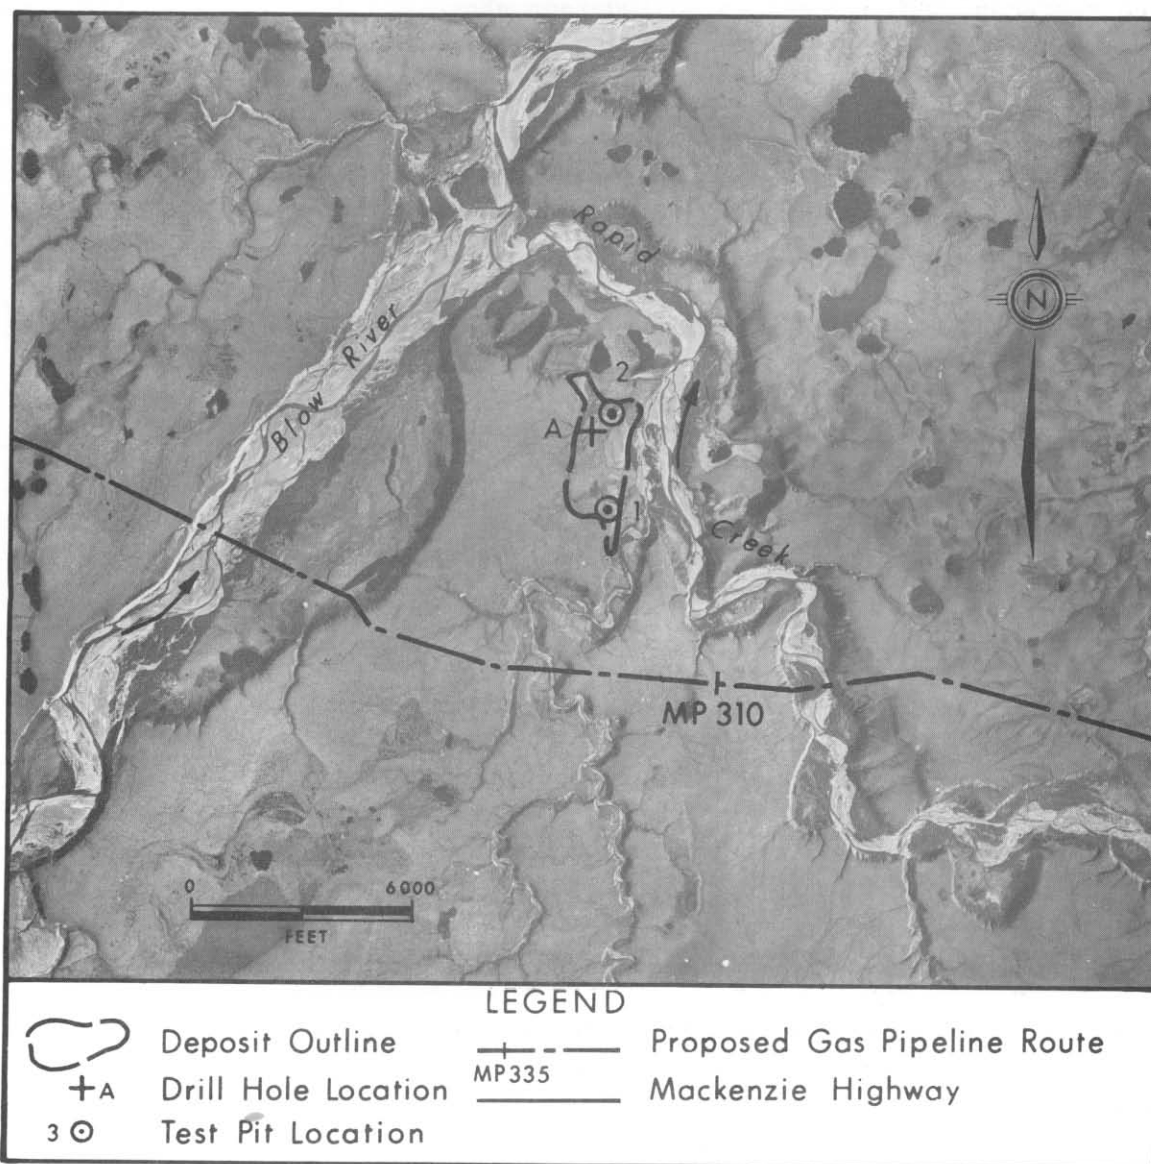 Rapid
N
Blow River
2
A
1
Creek
MP 310
0 6000
FEET
LEGEND
Deposit Outline
Proposed Gas Pipeline Route
MP335
A Drill Hole Location
Mackenzie Highway
3 Test Pit Location